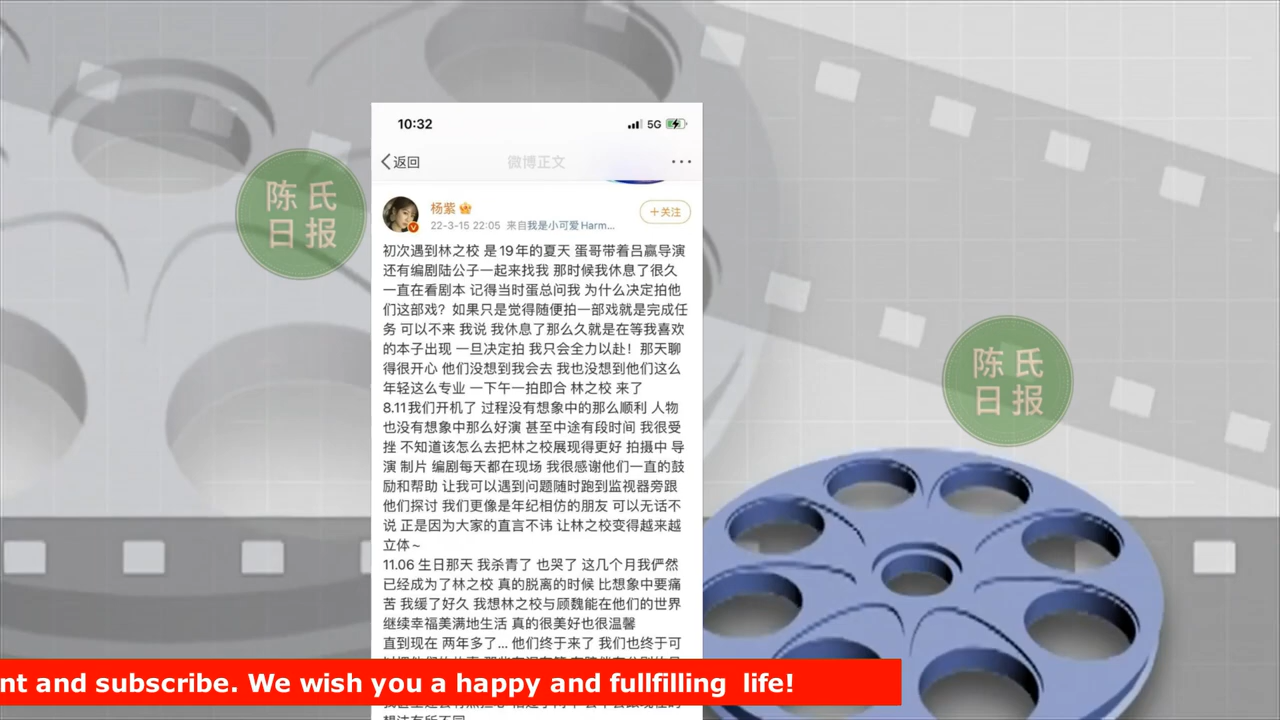 10:32
5G
返回
微博正文
杨紫
22-3-15 22:05 来自我是小可爱Harm...
+关注
初次遇到林之校 是19年的夏天 蛋哥带着吕赢导演
还有编剧陆公子一起来找我 那时候我休息了很久
一直在看剧本 记得当时蛋总问我 为什么决定拍他
们这部戏？如果只是觉得随便拍一部戏就是完成任
务 可以不来 我说 我休息了那么久就是在等我喜欢
的本子出现 一旦决定拍 我只会全力以赴！那天聊
得很开心 他们没想到我会去 我也没想到他们这么
年轻这么专业 一下午一拍即合 林之校 来了
8.11我们开机了 过程没有想象中的那么顺利 人物
也没有想象中那么好演 甚至中途有段时间 我很受
挫 不知道该怎么去把林之校展现得更好 拍摄中 导
演 制片 编剧每天都在现场 我很感谢他们一直的鼓
励和帮助 让我可以遇到问题随时跑到监视器旁跟
他们探讨 我们更像是年纪相仿的朋友 可以无话不
说 正是因为大家的直言不讳 让林之校变得越来越
立体~
11.06 生日那天 我杀青了 也哭了 这几个月我俨然
已经成为了林之校 真的脱离的时候 比想象中要痛
苦 我缓了好久 我想林之校与顾魏能在他们的世界
继续幸福美满地生活 真的很美好也很温馨
直到现在 两年多了... 他们终于来了 我们也终于可
陈氏
日报
陈氏
日报
nt and subscribe. We wish you a happy and fullfilling life!